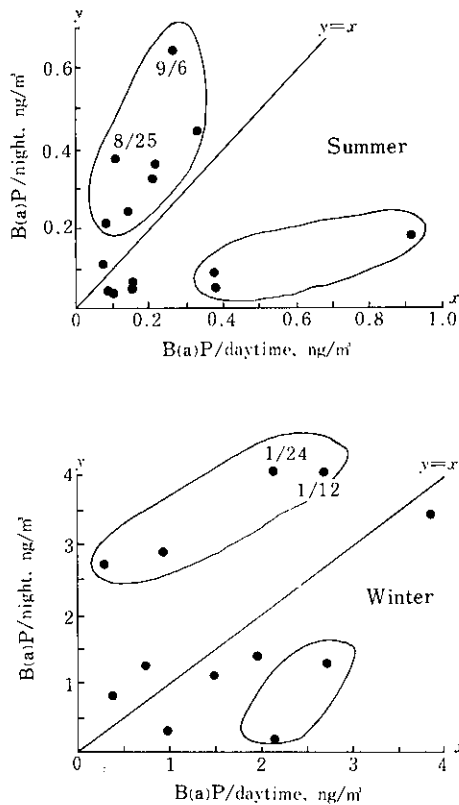 y
y=x
0.6
9/6
8/25
0.4
Summer
0.2
B(a)P/night. ng/m³
0 0.2 0.4 0.6 0.8 1.0 x
B(a)P/daytime, ng/m³
y
y=x
4
1/24
1/12
3
2
Winter
1
B(a)P/night. ng/m³
0 1 2 3 4
B(a)P/daytime, ng/m³